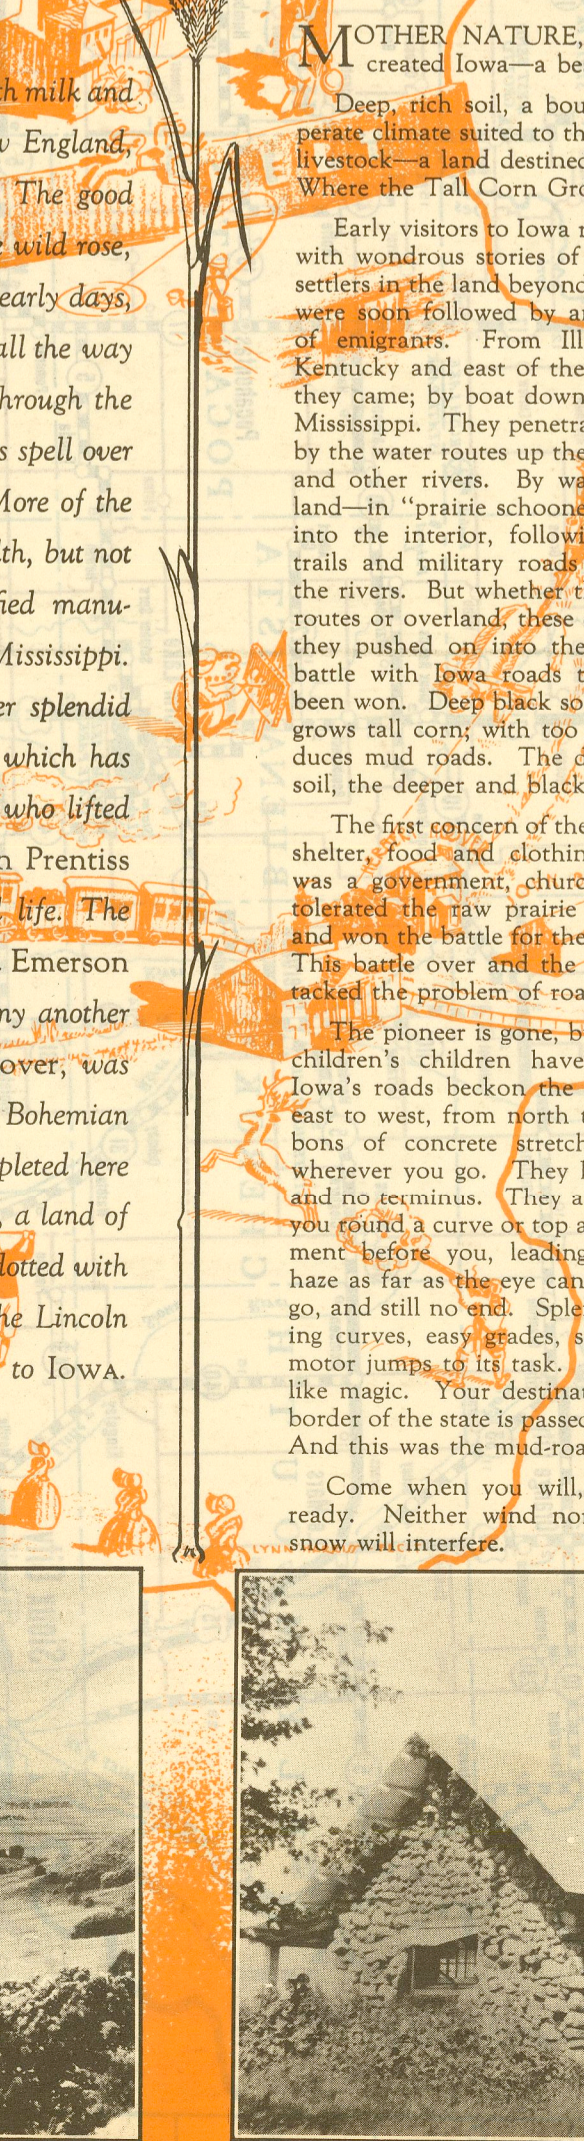 th milk and
England,
The good
wild rose,
early days,
all the way
hrough the
s spell over
More of the
lth, but not
fied manu-
Mississippi.
er splendid
which has
who lifted
n Prentiss
life. The
Emerson
ny another
over, was
Bohemian
pleted here
, a land of
dotted with
he Lincoln
to IOWA.
MOTHER NATURE,
created Iowa—a be
Deep, rich soil, a bou
perate climate suited to th
livestock—a land destined
Where the Tall Corn Gro
Early visitors to Iowa r
with wondrous stories of
settlers in the land beyond
were soon followed by a
of emigrants. From Ill
Kentucky and east of the
they came; by boat down
Mississippi. They penetra
by the water routes up the
and other rivers. By wa
land—in "prairie schoone
into the interior, followi
trails and military roads
the rivers. But whether t
routes or overland, these
they pushed on into the
battle with Iowa roads t
been won. Deep black so
grows tall corn; with too
duces mud roads. The d
soil, the deeper and black
The first concern of the
shelter, food and clothin
was a government, churc
tolerated the raw prairie
and won the battle for the
This battle over and the
tacked the problem of roa
The pioneer is gone, b
children's children have
Iowa's roads beckon the
east to west, from north t
bons of concrete stretch
wherever you go. They
and no terminus. They a
you round a curve or top a
ment before you, leading
haze as far as the eye can
go, and still no end. Sple
ing curves, easy grades, s
motor jumps to its task.
like magic. Your destinat
border of the state is passed
And this was the mud-roa
Come when you will,
ready. Neither wind nor
snow will interfere.